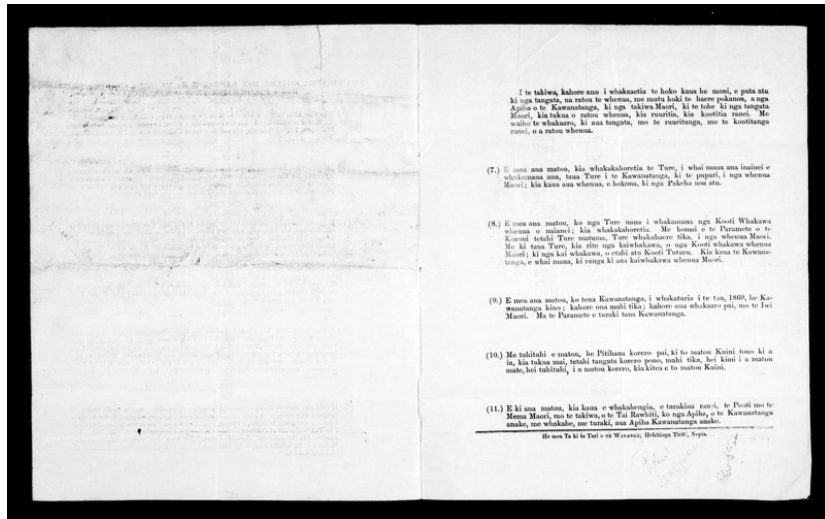 I te takiwa, kahore ano i whakaaetia te hoko kaua he moni, e puta atu
ki nga tangata, na ratou te whenua, me mutu hoki te haere pokanoa, a nga
Apiha o te Kawanatanga, ki nga takiwa Maori, ki te tohe ki nga tangata
Maori, kia tukua o ratou whenua, kia ruuritia, kia kootitia ranei. Me
waiho te whakaaro, ki aua tangata, mo te ruuritanga, mo te kootitanga
ranei, o a ratou whenua.
(7.) E mea ana matou, kia whakakahoretia te Ture, i whai mana ana inainei e
whakamana ana, taua Ture i te Kawanatanga, ki te pupuri, i nga whenua
Maori; kia kaua aua whenua, e hokona, ki nga Pakeha noa atu.
(8.) E mea ana matou, ko nga Ture nana i whakamana nga Kooti Whakawa
whenua o naianei; kia whakakahoretia. Me homai e te Paramete o te
Koroni tetahi Ture marama, Ture whakahaere tika, i nga whenua Maori.
Me ki taua Ture, kia rite nga kaiwhakawa, o nga Kooti whakawa whenua
Maori; ki nga kai whakawa, o etahi atu Kooti Tuturu. Kia kaua te Kawana-
tanga, e whai mana, ki runga ki ana kaiwhakawa whenua Maori.
(9.) E mea ana matou, ko tena Kawanatanga, i whakaturia i te tau, 1869, he Ka-
wanatanga kino; kahore ona mahi tika; kahore ona whakaaro pai, mo te Iwi
Maori. Ma te Paramete e turaki taua Kawanatanga.
(10.) Me tuhituhi e matou, he Pitihana korero pai, ki to matou Kuini tono ki a
ia, kia tukua mai, tetahi tangata korero pono, mahi tika, hei kimi i a matou
mate, hei tuhituhi, i a matou korero, kia kitea e to matou Kuini.
(11.) E ki ana matou, kia kaua e whakahengia, e turakina ranei, te Pooti mo te
Mema Maori, mo te takiwa, o te Tai Rawhiti, ko nga Apiha, o te Kawanatanga
anake, me whakahe, me turaki, aua Apiha Kawanatanga anake.
He mea Ta ki te Tari o TE WANANGA, Hehitinga Tiriti, Nepia.